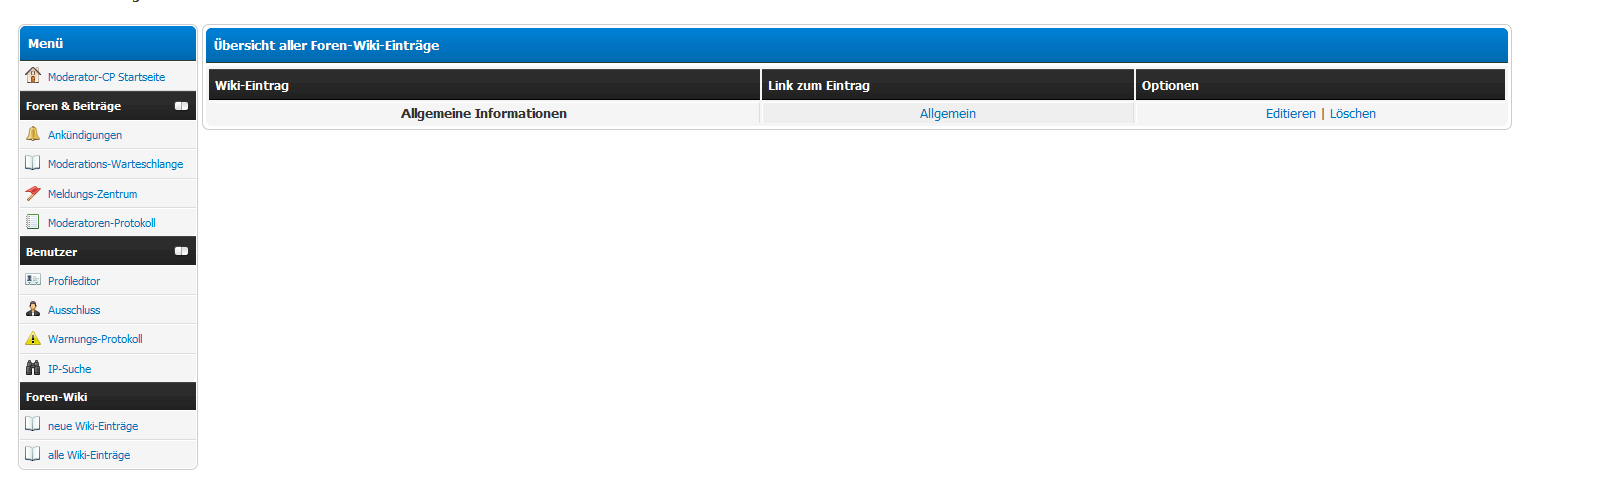 Menü
Moderator-CP Startseite
Foren & Beiträge
Ankündigungen
Moderations-Warteschlange
Meldungs-Zentrum
Moderatoren-Protokoll
Benutzer
Profileditor
Ausschluss
Warnungs-Protokoll
IP-Suche
Foren-Wiki
neue Wiki-Einträge
alle Wiki-Einträge
Übersicht aller Foren-Wiki-Einträge
Wiki-Eintrag Link zum Eintrag Optionen
Allgemeine Informationen Allgemein Editieren | Löschen